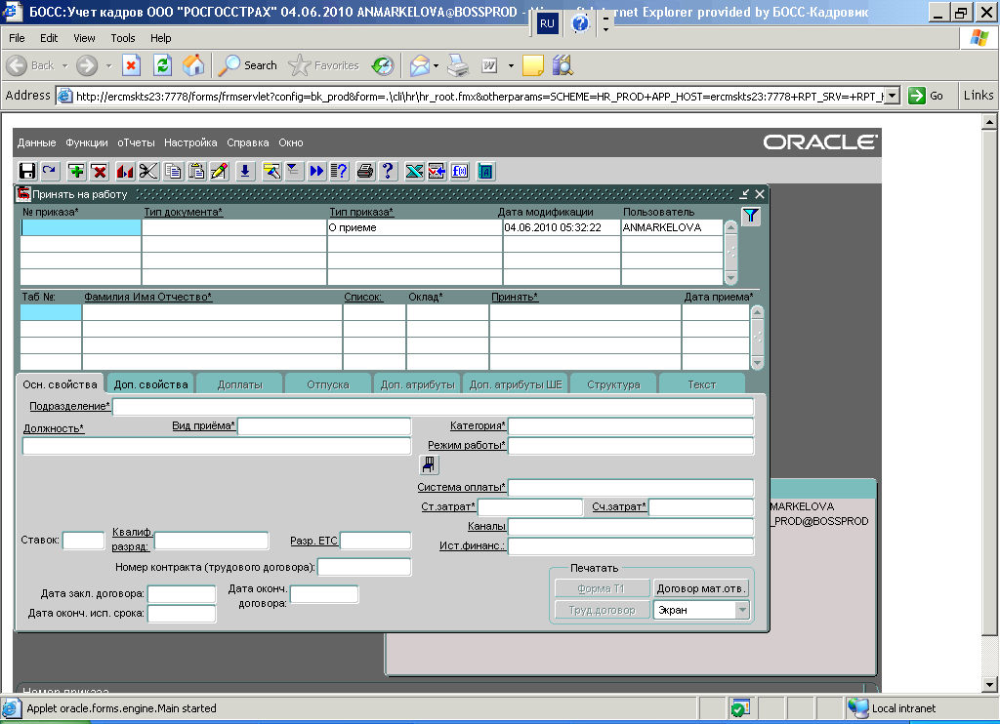 БОСС:Учет кадров ООО "РОСГОССТРАХ" 04.06.2010 ANMARKELOVA@BOSSPROD - Internet Explorer provided by БОСС-Кадровик
RU
File Edit View Tools Help
Back Search Favorites
Address http://ercmskts23:7778/forms/frmservlet?config=bk_prod&form=.\cli\hr\hr_root.fmx&otherparams=SCHEME=HR_PROD+APP_HOST=ercmskts23:7778+RPT_SRV=+RPT_ Go Links
Данные Функции оТчеты Настройка Справка Окно ORACLE
Принять на работу
№ приказа* Тип документа* Тип приказа* Дата модификации Пользователь
О приеме 04.06.2010 05:32:22 ANMARKELOVA
Таб №: Фамилия Имя Отчество* Список: Оклад* Принять* Дата приема*
Осн. свойства Доп. свойства Доплаты Отпуска Доп. атрибуты Доп. атрибуты ШЕ Структура Текст
Подразделение*
Должность* Вид приёма* Категория*
Режим работы*
Система оплаты*
MARKELOVA
Ст.затрат* Сч.затрат*
_PROD@BOSSPROD
Каналы
Ставок: Квалиф. разряд: Разр. ЕТС Ист.финанс.:
Номер контракта (трудового договора):
Печатать
Дата закл. договора: Дата оконч. договора: Форма Т1 Договор мат.отв.
Дата оконч. исп. срока: Труд.договор Экран
Номер приказа
Applet oracle.forms.engine.Main started Local intranet